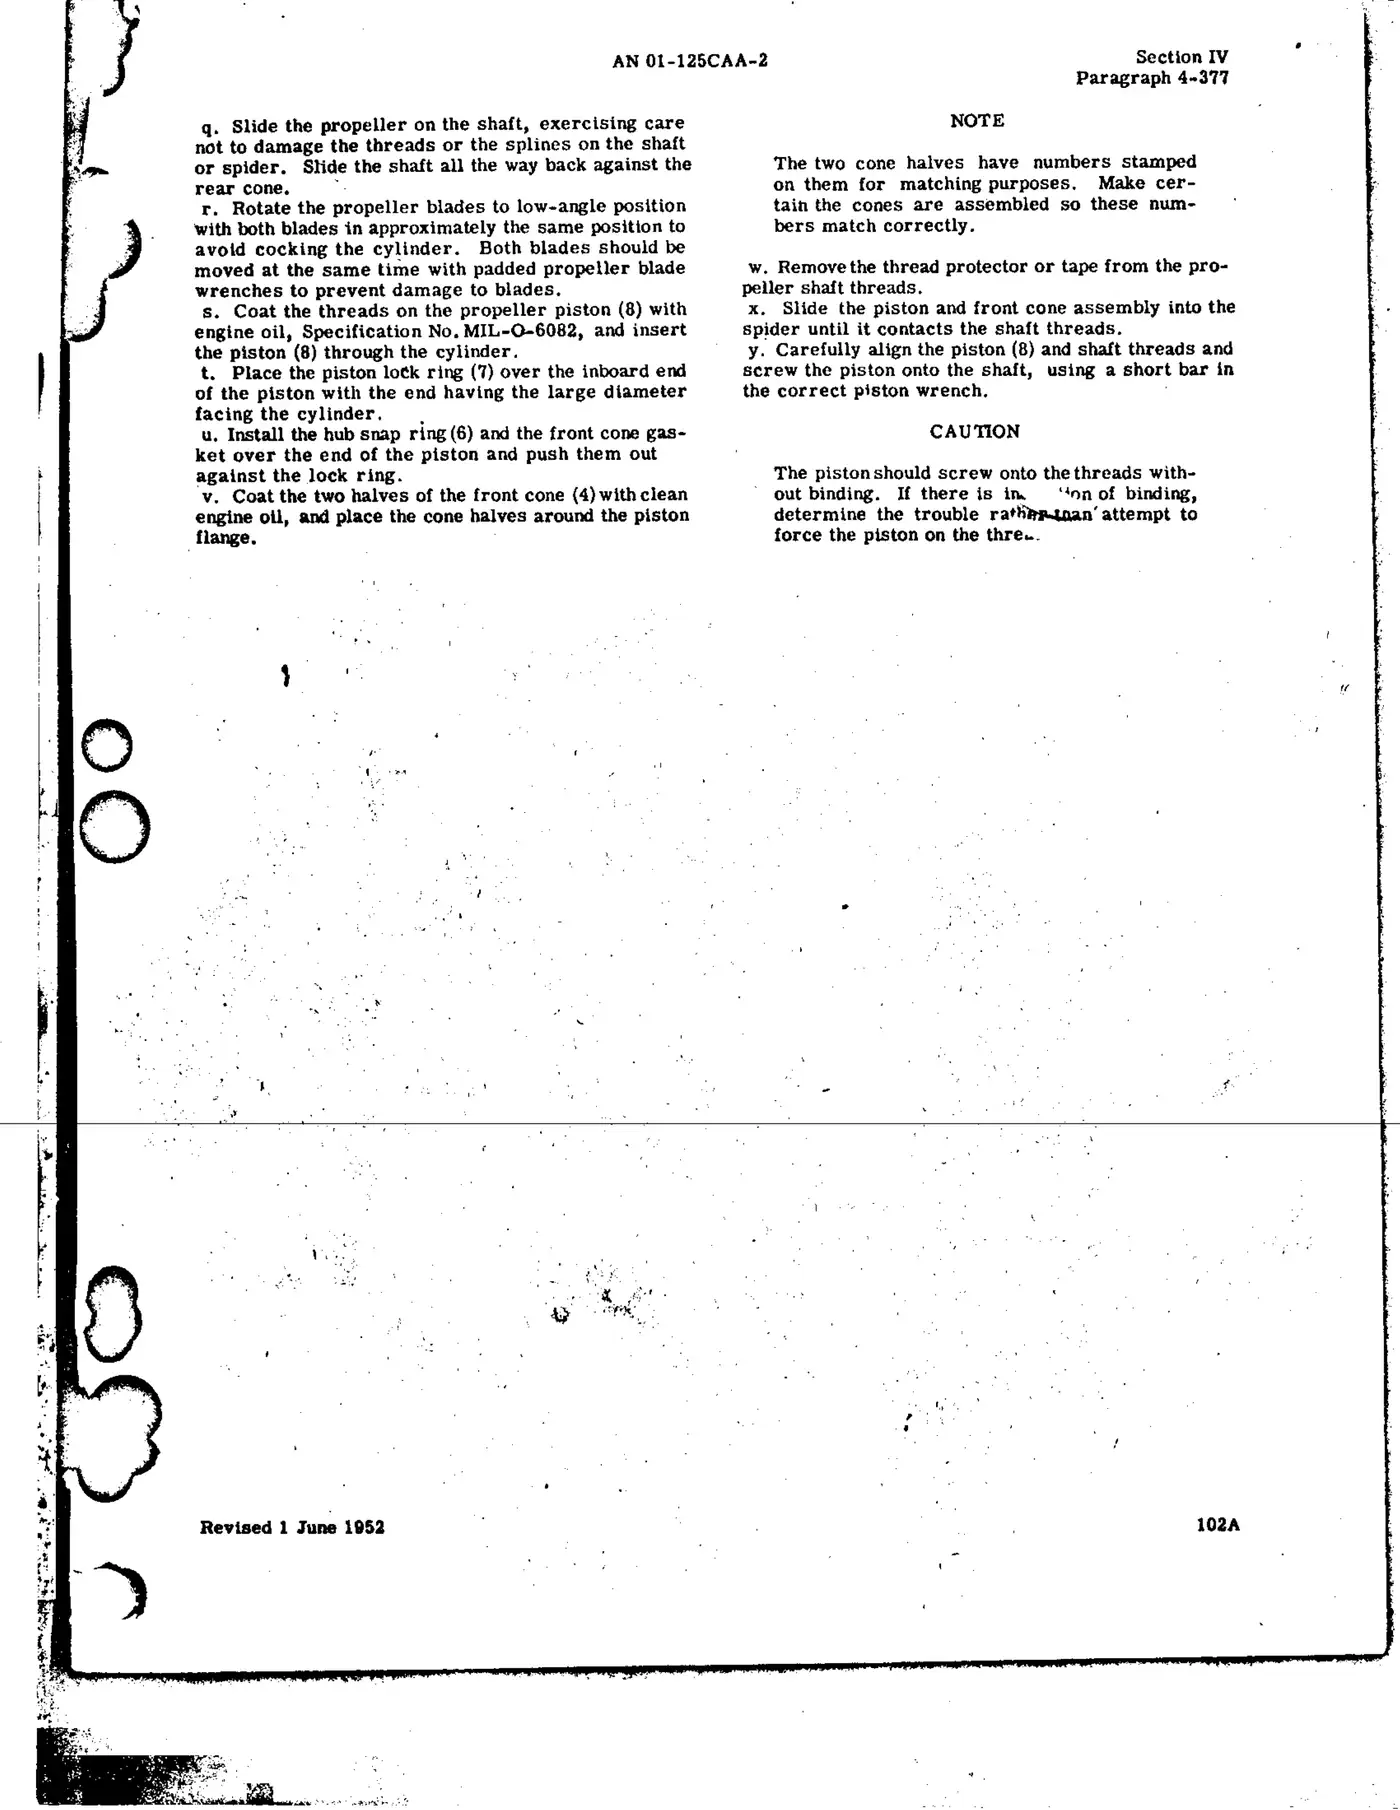 AN 01-125CAA-2
Section IV
Paragraph 4-377
q. Slide the propeller on the shaft, exercising care
not to damage the threads or the splines on the shaft
or spider. Slide the shaft all the way back against the
rear cone.
r. Rotate the propeller blades to low-angle position
with both blades in approximately the same position to
avoid cocking the cylinder. Both blades should be
moved at the same time with padded propeller blade
wrenches to prevent damage to blades.
s. Coat the threads on the propeller piston (8) with
engine oil, Specification No. MIL-O-6082, and insert
the piston (8) through the cylinder.
t. Place the piston lock ring (7) over the inboard end
of the piston with the end having the large diameter
facing the cylinder.
u. Install the hub snap ring (6) and the front cone gas-
ket over the end of the piston and push them out
against the lock ring.
v. Coat the two halves of the front cone (4) with clean
engine oil, and place the cone halves around the piston
flange.
NOTE
The two cone halves have numbers stamped
on them for matching purposes. Make cer-
tain the cones are assembled so these num-
bers match correctly.
w. Remove the thread protector or tape from the pro-
peller shaft threads.
x. Slide the piston and front cone assembly into the
spider until it contacts the shaft threads.
y. Carefully align the piston (8) and shaft threads and
screw the piston onto the shaft, using a short bar in
the correct piston wrench.
CAUTION
The piston should screw onto the threads with-
out binding. If there is of binding,
determine the trouble rather than attempt to
force the piston on the
Revised 1 June 1952
102A